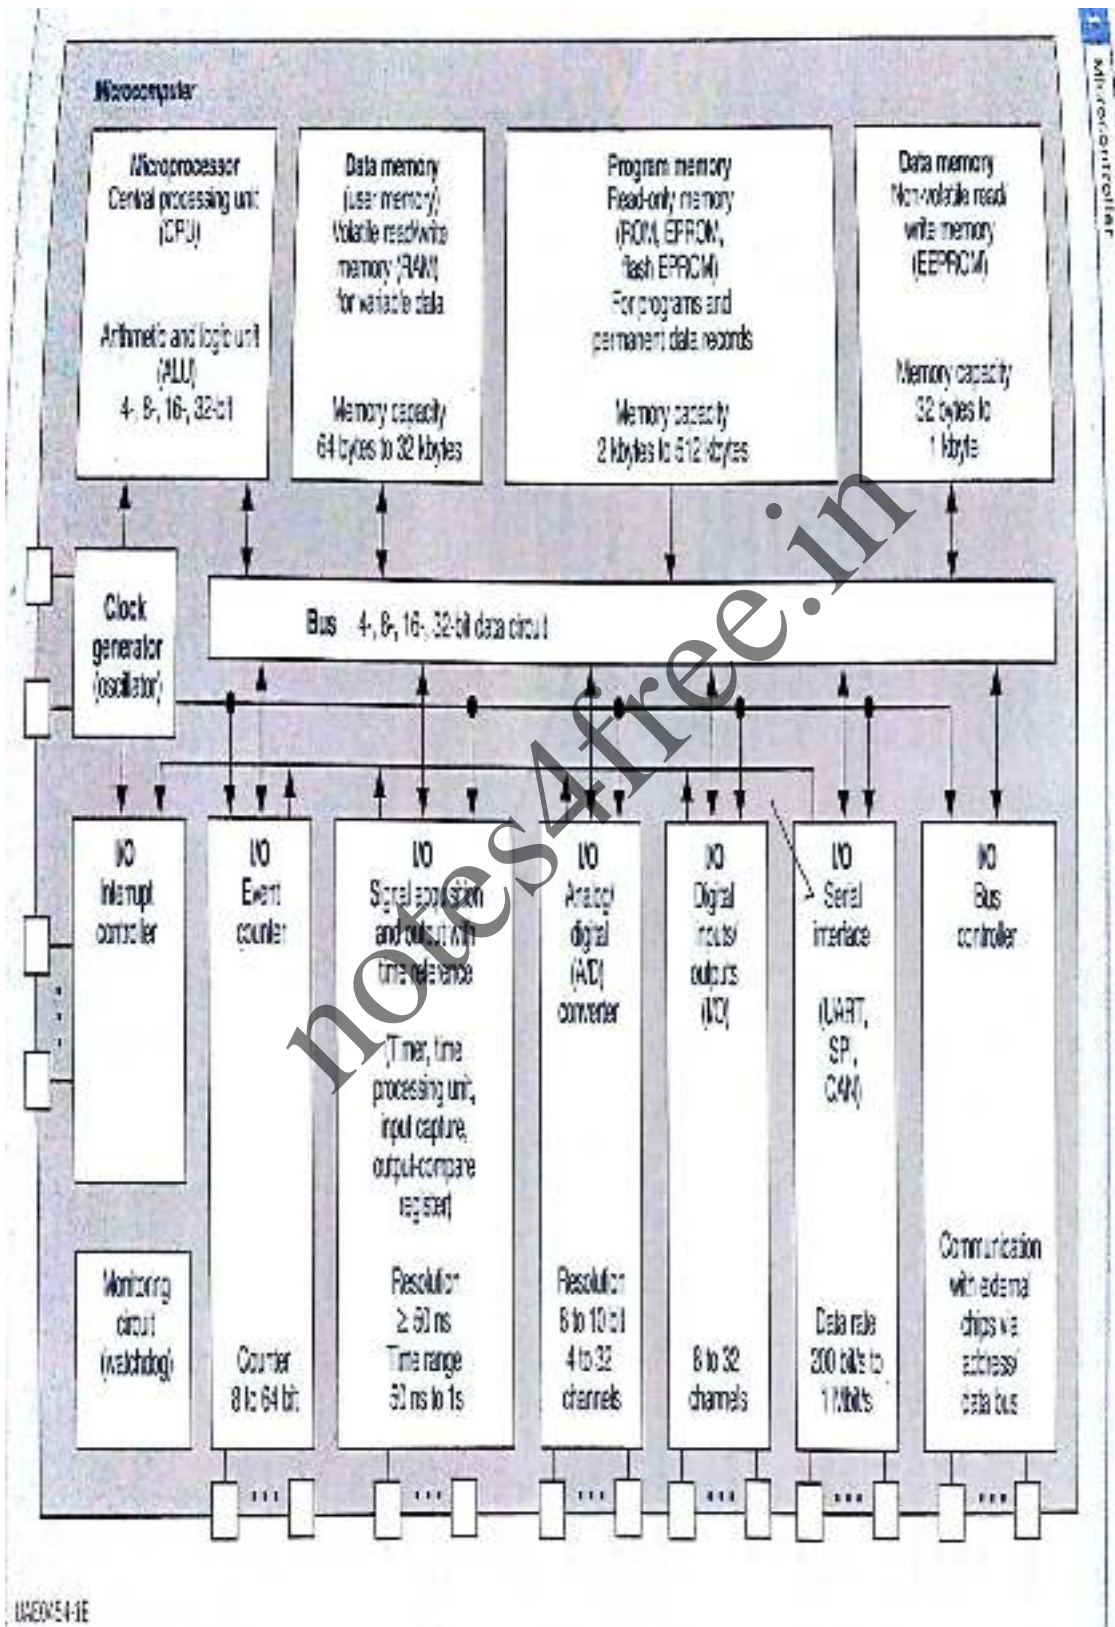 Microcontroller
Microcomputer
Microprocessor
Central processing unit
(CPU)
Arithmetic and logic unit
(ALU)
4-, 8-, 16-, 32-bit
Data memory
(user memory)
Volatile read/write
memory (RAM)
for variable data
Memory capacity
64 bytes to 32 kbytes
Program memory
Read-only memory
(ROM, EPROM,
flash EPROM)
For programs and
permanent data records
Memory capacity
2 kbytes to 512 kbytes
Data memory
Non-volatile read/
write memory
(EEPROM)
Memory capacity
32 bytes to
1 kbyte
Clock
generator
(oscillator)
Bus 4-, 8-, 16-, 32-bit data circuit
I/O
Interrupt
controller
Monitoring
circuit
(watchdog)
I/O
Event
counter
Counter
8 to 64 bit
I/O
Signal acquisition
and output with
time reference
(Timer, time
processing unit,
input capture,
output-compare
register)
Resolution
≥ 50 ns
Time range
50 ns to 1s
I/O
Analog/
digital
(A/D)
converter
Resolution
8 to 10 bit
4 to 32
channels
I/O
Digital
inputs/
outputs
(I/O)
8 to 32
channels
I/O
Serial
interface
(UART,
SPI,
CAN)
Data rate
200 bit/s to
1 Mbit/s
I/O
Bus
controller
Communication
with external
chips via
address/
data bus
notes4free.in
UAE0454-1E